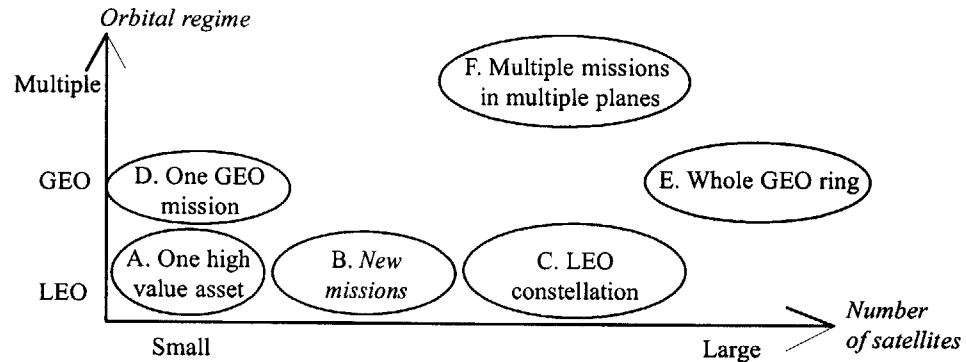 Orbital regime
Multiple
F. Multiple missions
in multiple planes
GEO
D. One GEO
mission
E. Whole GEO ring
LEO
A. One high
value asset
B. New
missions
C. LEO
constellation
Small
Large
Number
of satellites